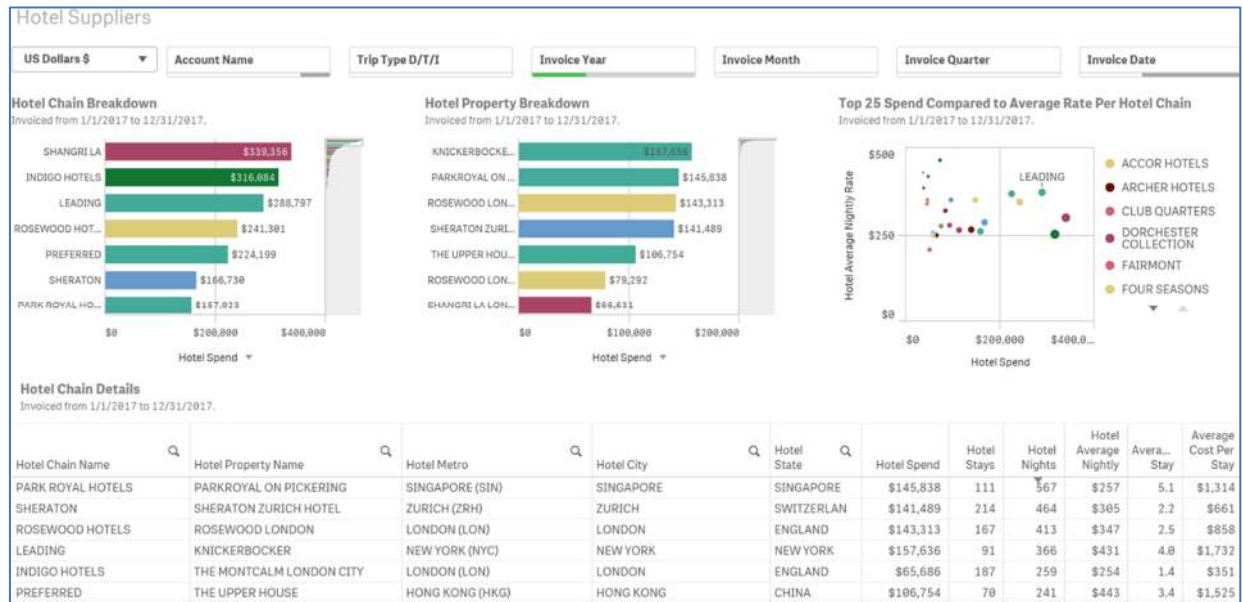 Hotel Suppliers
US Dollars $ ▼
Account Name
Trip Type D/T/I
Invoice Year
Invoice Month
Invoice Quarter
Invoice Date
Hotel Chain Breakdown
Invoiced from 1/1/2017 to 12/31/2017.
SHANGRI LA $339,356
INDIGO HOTELS $316,084
LEADING $288,797
ROSEWOOD HOT... $241,301
PREFERRED $224,199
SHERATON $166,730
PARK ROYAL HO... $157,023
$0 $200,000 $400,000
Hotel Spend
Hotel Property Breakdown
Invoiced from 1/1/2017 to 12/31/2017.
KNICKERBOCKE... $157,636
PARKROYAL ON ... $145,838
ROSEWOOD LON... $143,313
SHERATON ZURI... $141,489
THE UPPER HOU... $106,754
ROSEWOOD LON... $79,292
SHANGRI LA LON... $66,631
$0 $100,000 $200,000
Hotel Spend
Top 25 Spend Compared to Average Rate Per Hotel Chain
Invoiced from 1/1/2017 to 12/31/2017.
Hotel Average Nightly Rate
$500
$250
$0
LEADING
$0 $200,000 $400,0...
Hotel Spend
ACCOR HOTELS
ARCHER HOTELS
CLUB QUARTERS
DORCHESTER
COLLECTION
FAIRMONT
FOUR SEASONS
Hotel Chain Details
Invoiced from 1/1/2017 to 12/31/2017.
Hotel Chain Name
Hotel Property Name
Hotel Metro
Hotel City
Hotel
State
Hotel Spend
Hotel
Stays
Hotel
Nights
Hotel
Average
Nightly
Avera...
Stay
Average
Cost Per
Stay
PARK ROYAL HOTELS PARKROYAL ON PICKERING SINGAPORE (SIN) SINGAPORE SINGAPORE $145,838 111 567 $257 5.1 $1,314
SHERATON SHERATON ZURICH HOTEL ZURICH (ZRH) ZURICH SWITZERLAN $141,489 214 464 $305 2.2 $661
ROSEWOOD HOTELS ROSEWOOD LONDON LONDON (LON) LONDON ENGLAND $143,313 167 413 $347 2.5 $858
LEADING KNICKERBOCKER NEW YORK (NYC) NEW YORK NEW YORK $157,636 91 366 $431 4.0 $1,732
INDIGO HOTELS THE MONTCALM LONDON CITY LONDON (LON) LONDON ENGLAND $65,686 187 259 $254 1.4 $351
PREFERRED THE UPPER HOUSE HONG KONG (HKG) HONG KONG CHINA $106,754 70 241 $443 3.4 $1,525